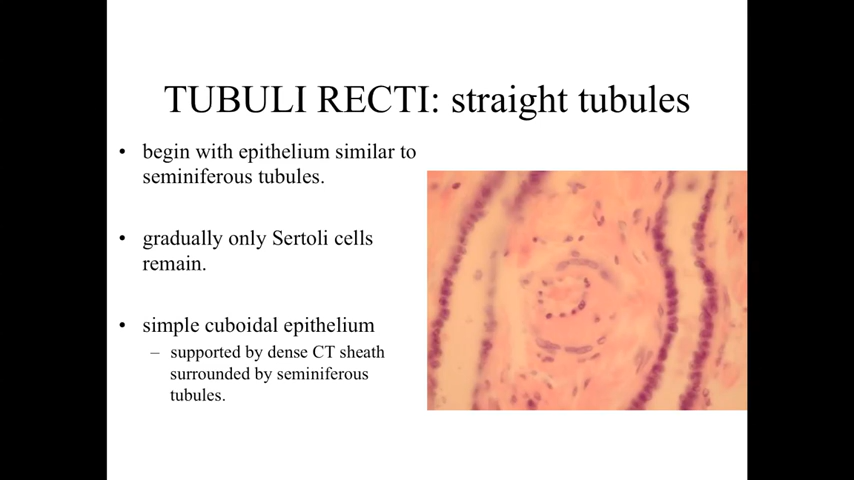 TUBULI RECTI: straight tubules
• begin with epithelium similar to
seminiferous tubules.
• gradually only Sertoli cells
remain.
• simple cuboidal epithelium
– supported by dense CT sheath
surrounded by seminiferous
tubules.